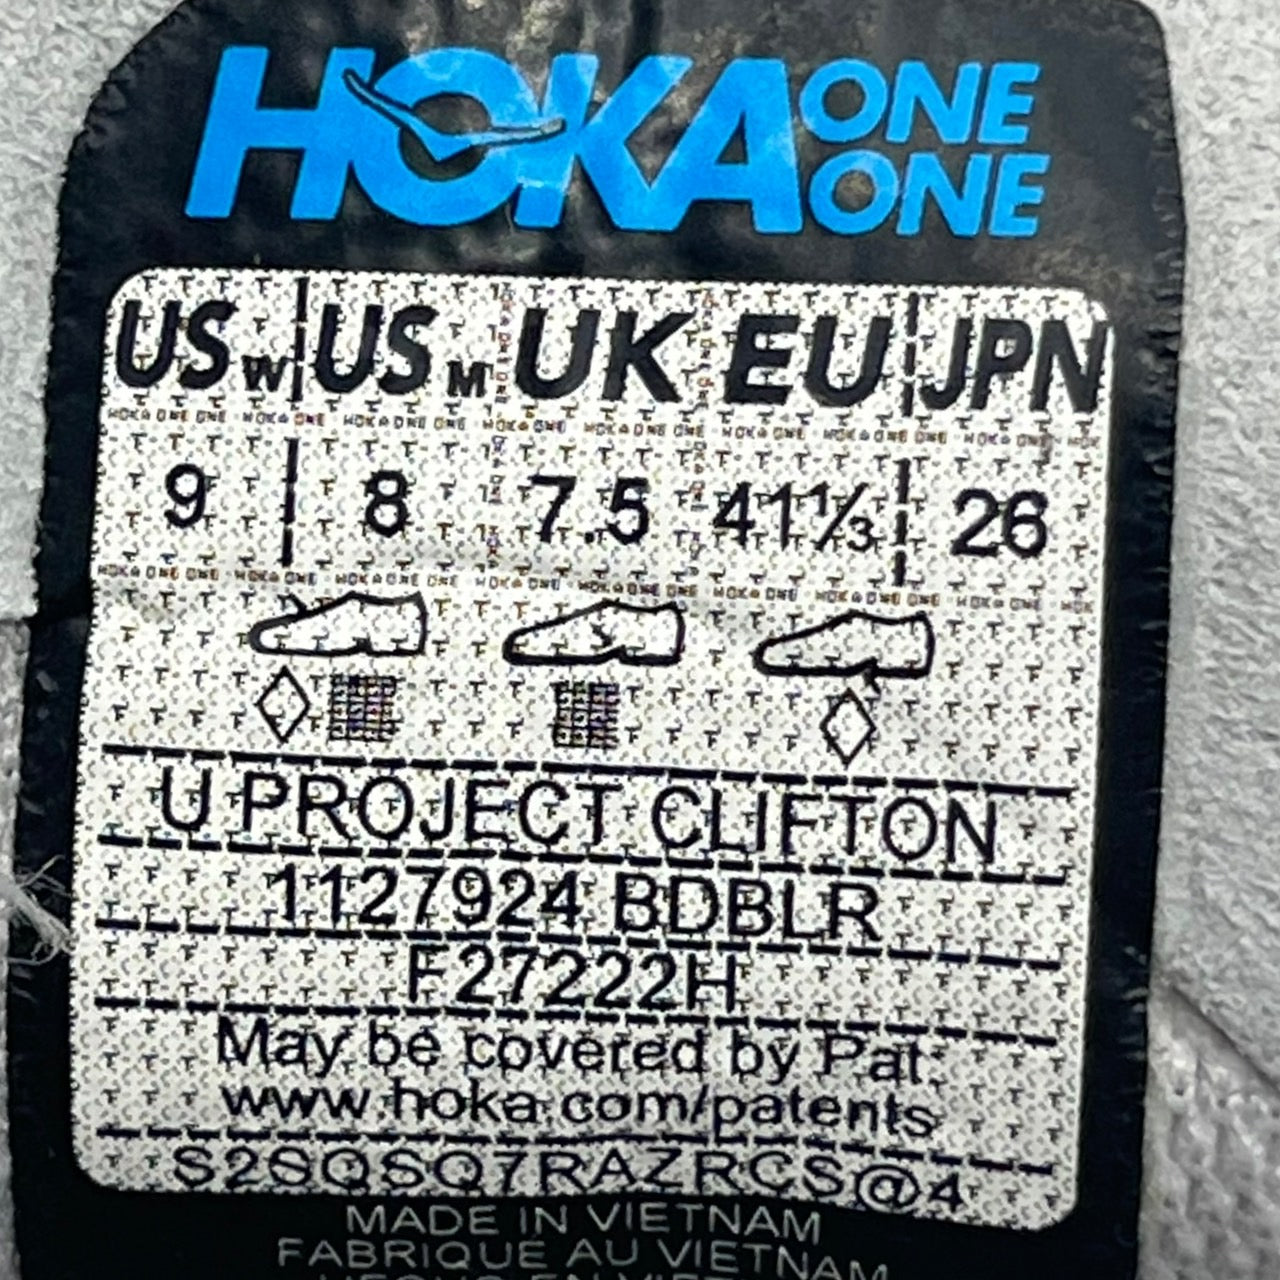 HOKA ONE ONE
US W US M UK EU JPN
9 8 7.5 41⅓ 26
U PROJECT CLIFTON
1127924 BDBLR
F27222H
May be covered by Pat.
www.hoka.com/patents
S2SQSQ7RAZRCS@4
MADE IN VIETNAM
FABRIQUÉ AU VIETNAM